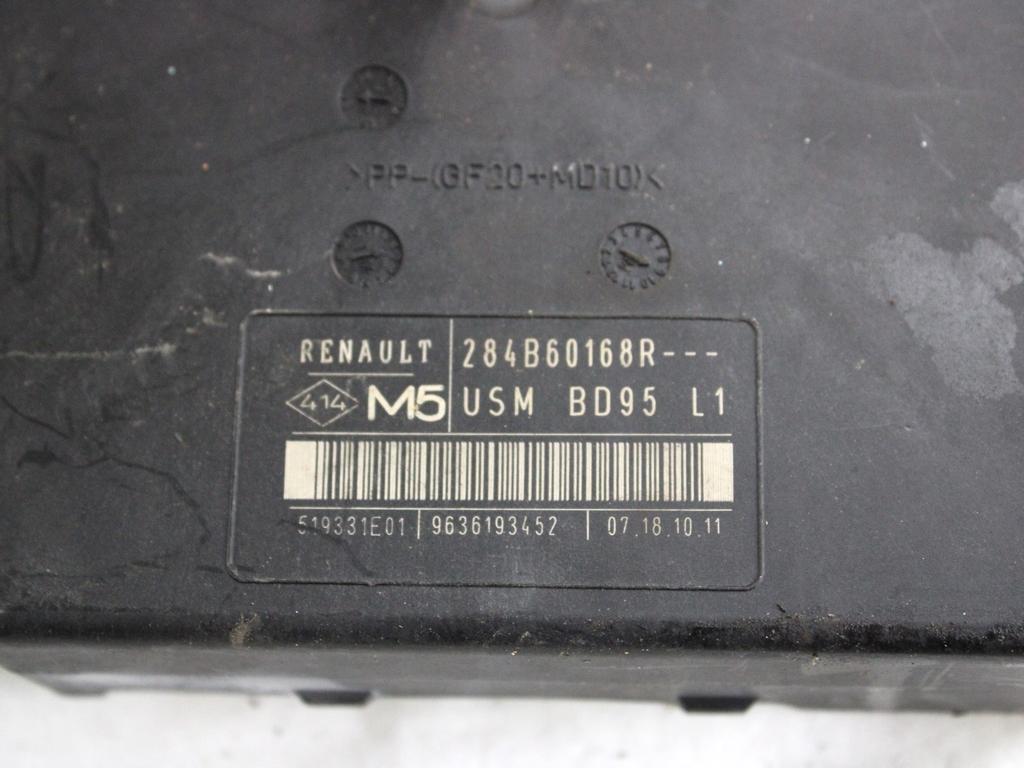 >PP-(GF20+MD10)<
RENAULT 284B60168R---
414 M5 USM BD95 L1
519331E01 9636193452 07.18.10.11